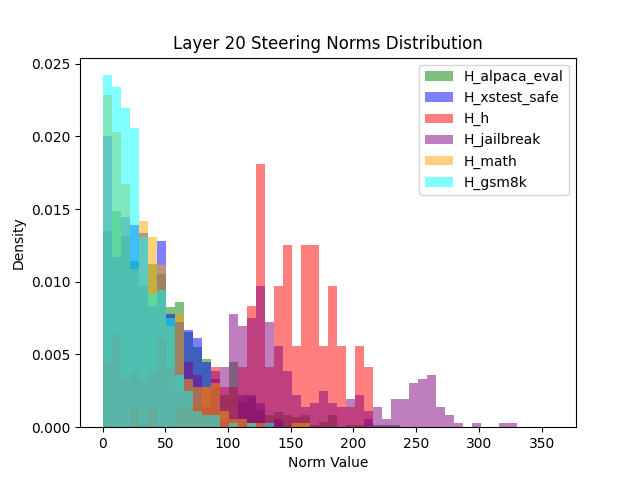 Layer 20 Steering Norms Distribution
H_alpaca_eval
H_xstest_safe
H_h
H_jailbreak
H_math
H_gsm8k
Density
0.025
0.020
0.015
0.010
0.005
0.000
0 50 100 150 200 250 300 350
Norm Value